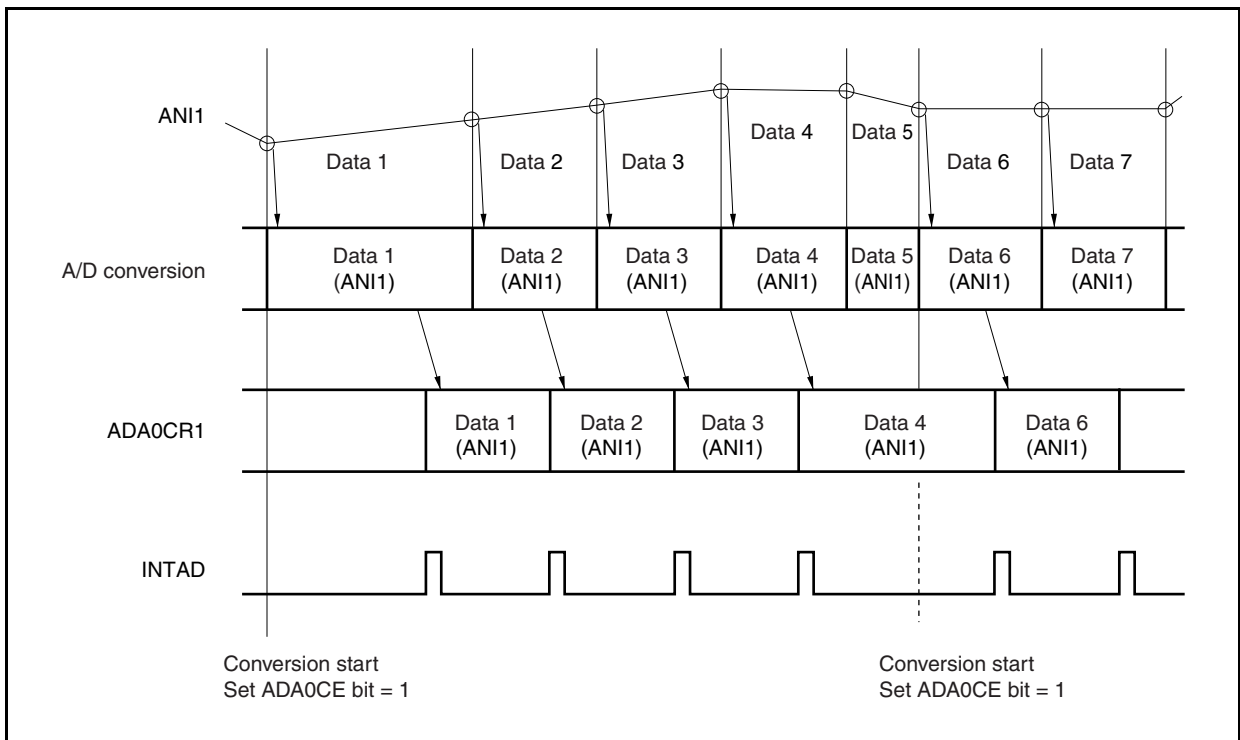 ANI1
Data 1
Data 2
Data 3
Data 4
Data 5
Data 6
Data 7
A/D conversion
Data 1
(ANI1)
Data 2
(ANI1)
Data 3
(ANI1)
Data 4
(ANI1)
Data 5
(ANI1)
Data 6
(ANI1)
Data 7
(ANI1)
ADA0CR1
Data 1
(ANI1)
Data 2
(ANI1)
Data 3
(ANI1)
Data 4
(ANI1)
Data 6
(ANI1)
INTAD
Conversion start
Set ADA0CE bit = 1
Conversion start
Set ADA0CE bit = 1